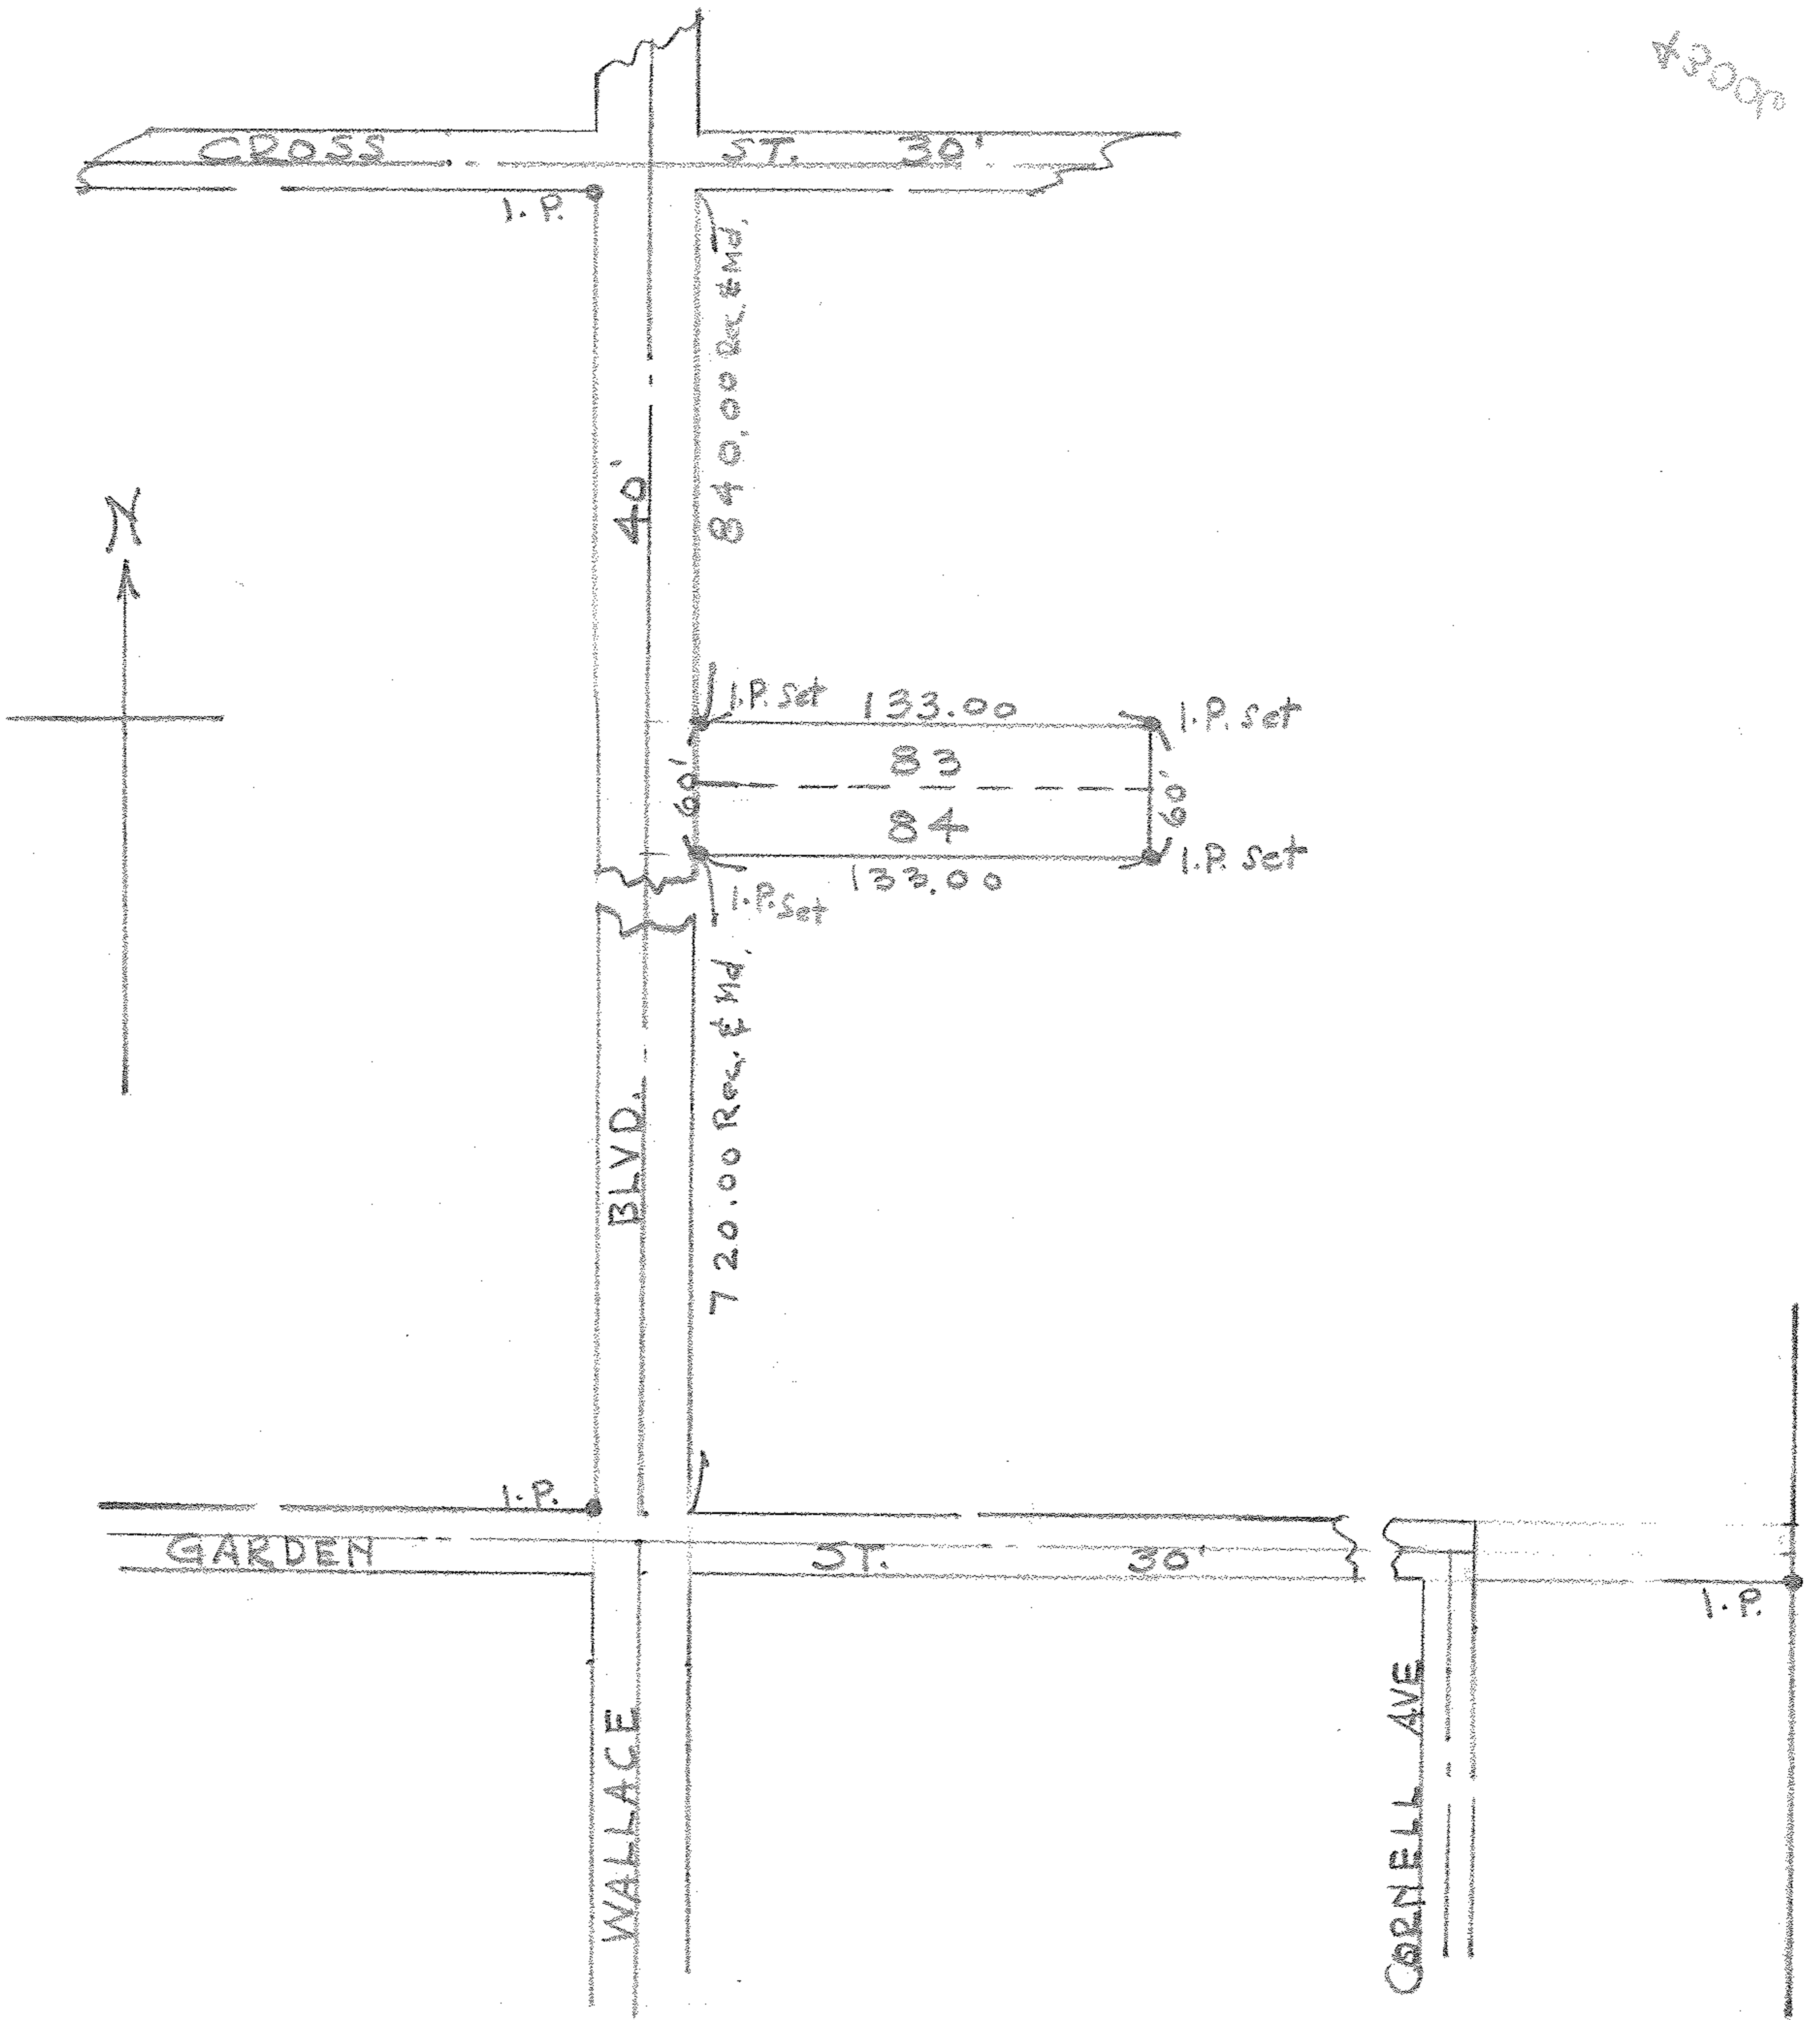 CROSS ST. 30'
I.P.
840.00 Rec. & Md.
N
40'
I.P. Set 133.00 I.P. set
83
60' 60'
84
133.00 I.P. set
I.P. Set
720.00 Rec. & Md.
BLVD.
I.P.
GARDEN ST. 30'
I.P.
WALLACE
CORNELL AVE